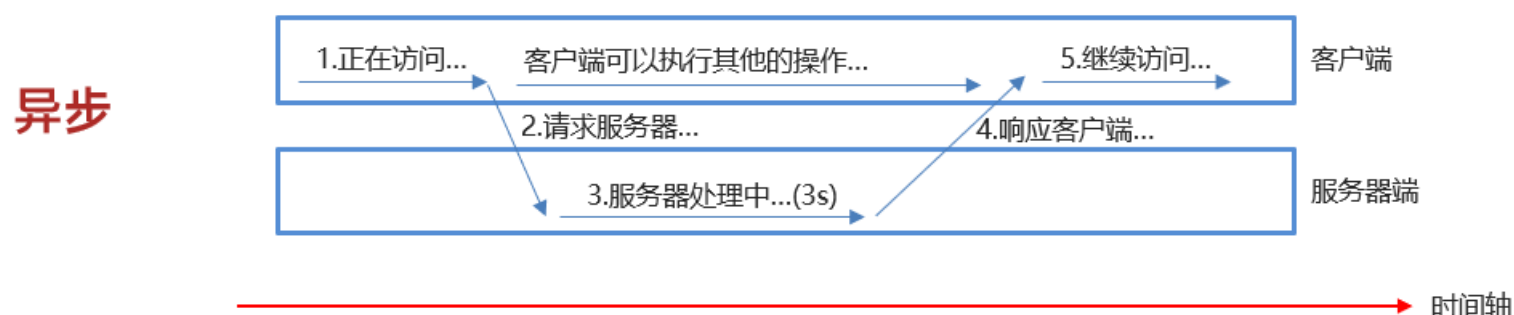 异步
1.正在访问...
客户端可以执行其他的操作...
5.继续访问...
客户端
2.请求服务器...
4.响应客户端...
3.服务器处理中...(3s)
服务器端
时间轴